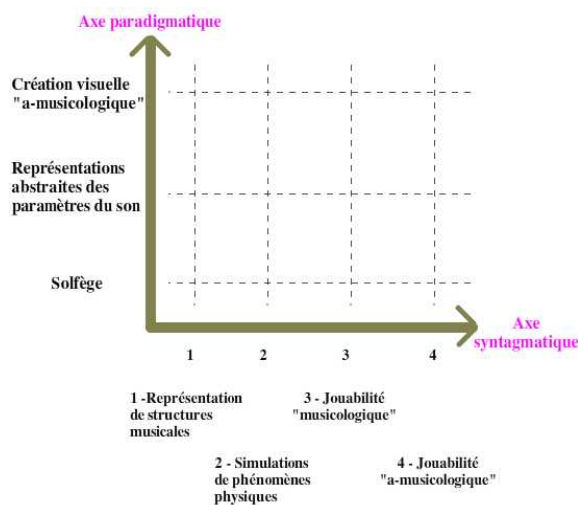 Axe paradigmatique
Création visuelle
"a-musicologique"
Représentations
abstraites des
paramètres du son
Solfège
Axe
syntagmatique
1 2 3 4
1 -Représentation
de structures
musicales
3 - Jouabilité
"musicologique"
2 - Simulations
de phénomènes
physiques
4 - Jouabilité
"a-musicologique"